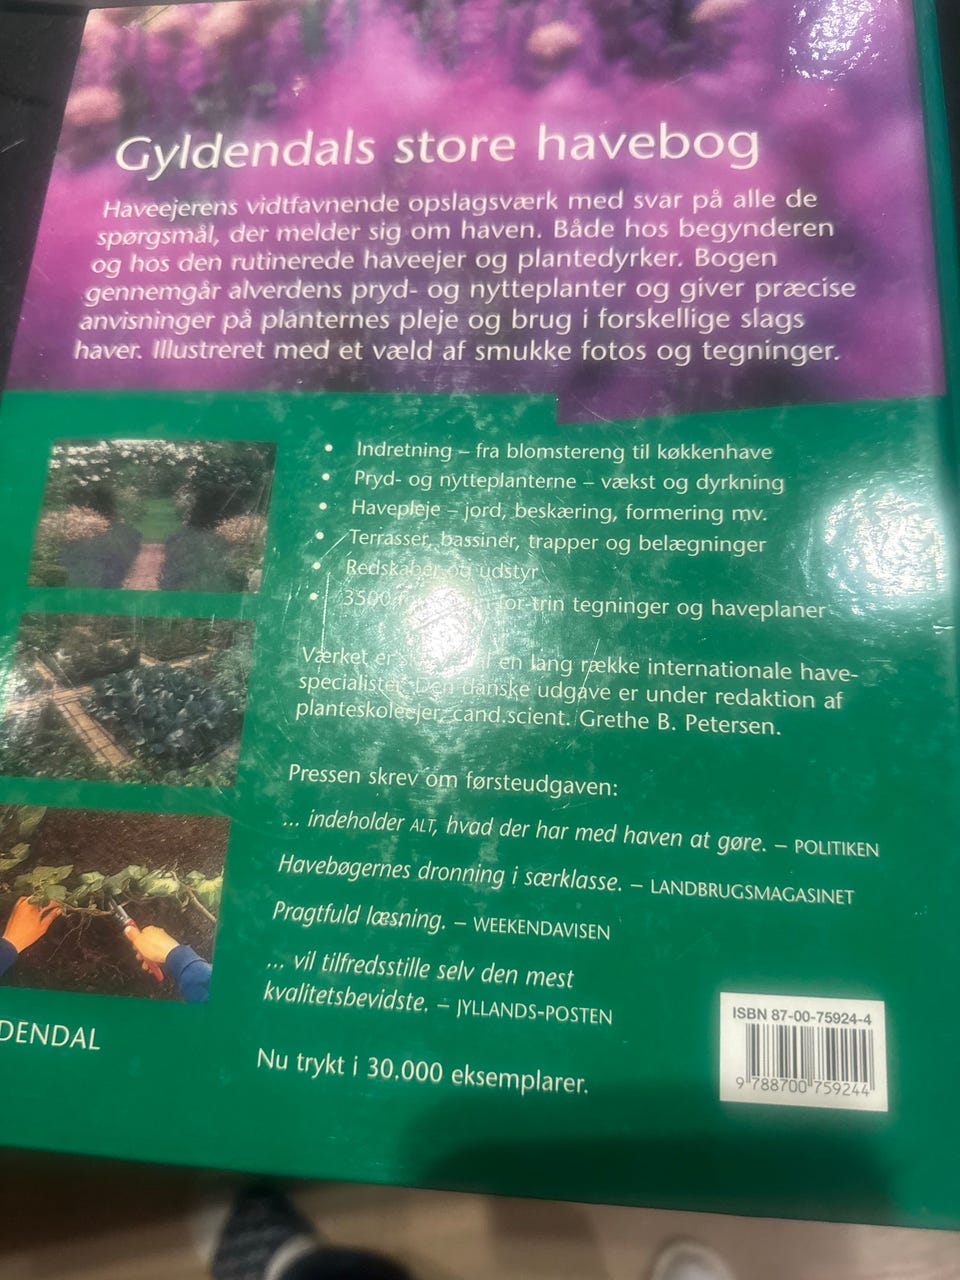 Gyldendals store havebog
Haveejerens vidtfavnende opslagsværk med svar på alle de
spørgsmål, der melder sig om haven. Både hos begynderen
og hos den rutinerede haveejer og plantedyrker. Bogen
gennemgår alverdens pryd- og nytteplanter og giver præcise
anvisninger på planternes pleje og brug i forskellige slags
haver. Illustreret med et væld af smukke fotos og tegninger.
• Indretning – fra blomstereng til køkkenhave
• Pryd- og nytteplanterne – vækst og dyrkning
• Havepleje – jord, beskæring, formering mv.
• Terrasser, bassiner, trapper og belægninger
• Redskaber og udstyr
• 3500 for-trin tegninger og haveplaner
Værket er en lang række internationale have-
specialister. Den danske udgave er under redaktion af
planteskoleejer, cand.scient. Grethe B. Petersen.
Pressen skrev om førsteudgaven:
... indeholder ALT, hvad der har med haven at gøre. – POLITIKEN
Havebøgernes dronning i særklasse. – LANDBRUGSMAGASINET
Pragtfuld læsning. – WEEKENDAVISEN
... vil tilfredsstille selv den mest
kvalitetsbevidste. – JYLLANDS-POSTEN
Nu trykt i 30.000 eksemplarer.
DENDAL
ISBN 87-00-75924-4
9 788700 759244